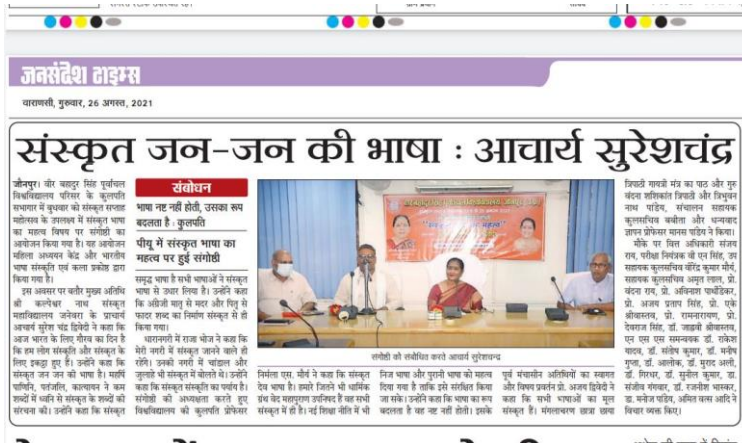 जनसंदेश टाइम्स
वाराणसी, गुरुवार, 26 अगस्त, 2021
संस्कृत जन-जन की भाषा : आचार्य सुरेशचंद्र
जौनपुर। वीर बहादुर सिंह पूर्वांचल
विश्वविद्यालय परिसर के कुलपति
सभागार में बुधवार को संस्कृत सप्ताह
महोत्सव के उपलक्ष्य में संस्कृत भाषा
का महत्व विषय पर संगोष्ठी का
आयोजन किया गया है। यह आयोजन
महिला अध्ययन केंद्र और भारतीय
भाषा संस्कृति एवं कला प्रकोष्ठ द्वारा
किया गया है।
इस अवसर पर बतौर मुख्य अतिथि
श्री कल्पेश्वर नाथ संस्कृत
महाविद्यालय जनेवरा के प्राचार्य
आचार्य सुरेश चंद्र द्विवेदी ने कहा कि
आज भारत के लिए गौरव का दिन है
कि हम लोग संस्कृति और संस्कृत के
लिए इकट्ठा हुए हैं। उन्होंने कहा कि
संस्कृत जन जन की भाषा है। महर्षि
पाणिनि, पतंजलि, कात्यायन ने कम
शब्दों में ध्वनि से संस्कृत के शब्दों की
संरचना की। उन्होंने कहा कि संस्कृत
संबोधन
भाषा नष्ट नहीं होती, उसका रूप
बदलता है : कुलपति
पीयू में संस्कृत भाषा का
महत्व पर हुई संगोष्ठी
समृद्ध भाषा है सभी भाषाओं ने संस्कृत
भाषा से उधार लिया है। उन्होंने कहा
कि अंग्रेजी मातृ से मदर और पितृ से
फादर शब्द का निर्माण संस्कृत से ही
किया गया।
धारानगरी में राजा भोज ने कहा कि
मेरी नगरी में संस्कृत जानने वाले ही
रहेंगे। उनकी नगरी में चांडाल और
जुलाहे भी संस्कृत में बोलते थे। उन्होंने
कहा कि संस्कृत संस्कृति का पर्याय है।
संगोष्ठी की अध्यक्षता करते हुए
विश्वविद्यालय की कुलपति प्रोफेसर
संगोष्ठी को संबोधित करते आचार्य सुरेशचन्द्र
निर्मला एस. मौर्य ने कहा कि संस्कृत
देव भाषा है। हमारे जितने भी धार्मिक
ग्रंथ वेद महापुराण उपनिषद हैं वह सभी
संस्कृत में ही है। नई शिक्षा नीति में भी
निज भाषा और पुरानी भाषा को महत्व
दिया गया है ताकि इसे संरक्षित किया
जा सके। उन्होंने कहा कि भाषा का रूप
बदलता है वह नष्ट नहीं होती। इसके
पूर्व मंचासीन अतिथियों का स्वागत
और विषय प्रवर्तन प्रो. अजय द्विवेदी ने
कहा कि सभी भाषाओं का मूल
संस्कृत हैं। मंगलाचरण छात्रा छाया
त्रिपाठी गायत्री मंत्र का पाठ और गुरु
वंदना शशिकांत त्रिपाठी और त्रिभुवन
नाथ पांडेय, संचालन सहायक
कुलसचिव बबीता और धन्यवाद
ज्ञापन प्रोफेसर मानस पांडेय ने किया।
मौके पर वित्त अधिकारी संजय
राय, परीक्षा नियंत्रक वी एन सिंह, उप
सहायक कुलसचिव बीरेंद्र कुमार मौर्य,
सहायक कुलसचिव अमृत लाल, प्रो.
वंदना राय, प्रो. अविनाश पाथर्डिकर,
प्रो. अजय प्रताप सिंह, प्रो. एके
श्रीवास्तव, प्रो. रामनारायण, प्रो.
देवराज सिंह, डॉ. जाह्नवी श्रीवास्तव,
एन एस एस समन्वयक डॉ. राकेश
यादव, डॉ. संतोष कुमार, डॉ. मनीष
गुप्ता, डॉ. आलोक, डॉ. मुराद अली,
डॉ. गिरधर, डॉ. सुनील कुमार, डॉ.
संजीव गंगवार, डॉ. रजनीश भास्कर,
डा. मनोज पांडेय, अमित वत्स आदि ने
विचार व्यक्त किए।